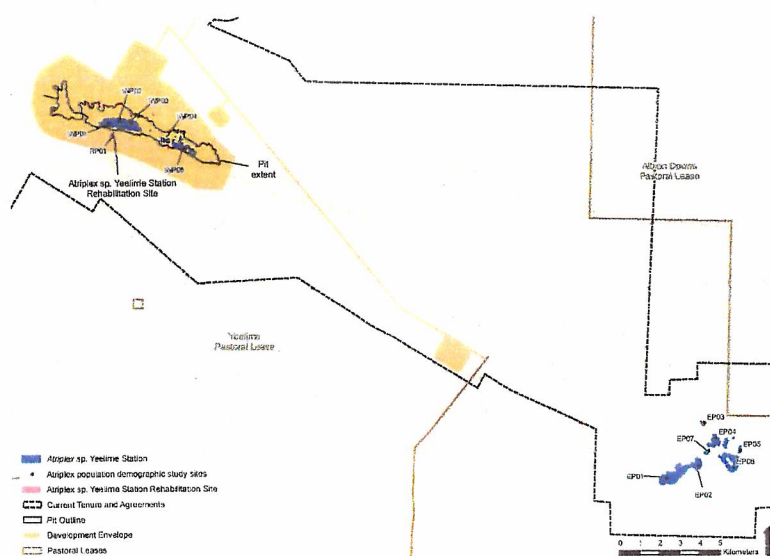 Pit
extent
Atriplex sp. Yeelirrie Station
Rehabilitation Site
Albion Downs
Pastoral Lease
Yeelirrie
Pastoral Lease
EP03
EP04
EP07
EP05
EP06
EP01
EP02
Atriplex sp. Yeelirrie Station
Atriplex population demographic study sites
Atriplex sp. Yeelirrie Station Rehabilitation Site
Current Tenure and Agreements
Pit Outline
Development Envelope
Pastoral Leases
0 1 2 3 4 5
Kilometers